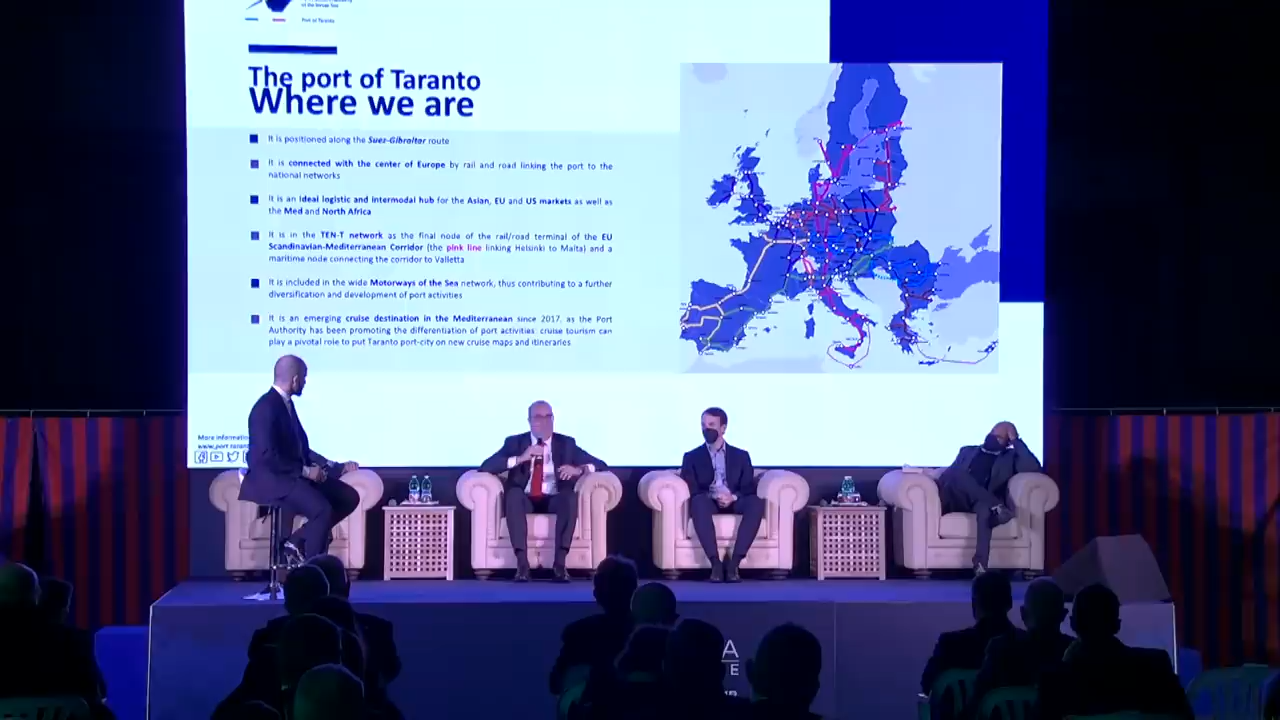 of the Ionian Sea
Port of Taranto
The port of Taranto
Where we are
It is positioned along the Suez-Gibraltar route
It is connected with the center of Europe by rail and road linking the port to the
national networks
It is an ideal logistic and intermodal hub for the Asian, EU and US markets as well as
the Med and North Africa
It is in the TEN-T network as the final node of the rail/road terminal of the EU
Scandinavian-Mediterranean Corridor (the pink line linking Helsinki to Malta) and a
maritime node connecting the corridor to Valletta
It is included in the wide Motorways of the Sea network, thus contributing to a further
diversification and development of port activities
It is an emerging cruise destination in the Mediterranean since 2017, as the Port
Authority has been promoting the differentiation of port activities: cruise tourism can
play a pivotal role to put Taranto port-city on new cruise maps and itineraries
More informatio
www.port.tarant
A
E